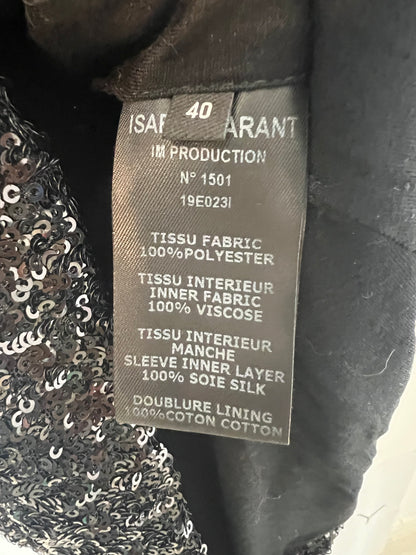 40
ISAB ARANT
IM PRODUCTION
N° 1501
19E023I
TISSU FABRIC
100%POLYESTER
TISSU INTERIEUR
INNER FABRIC
100% VISCOSE
TISSU INTERIEUR
MANCHE
SLEEVE INNER LAYER
100% SOIE SILK
DOUBLURE LINING
100%COTON COTTON